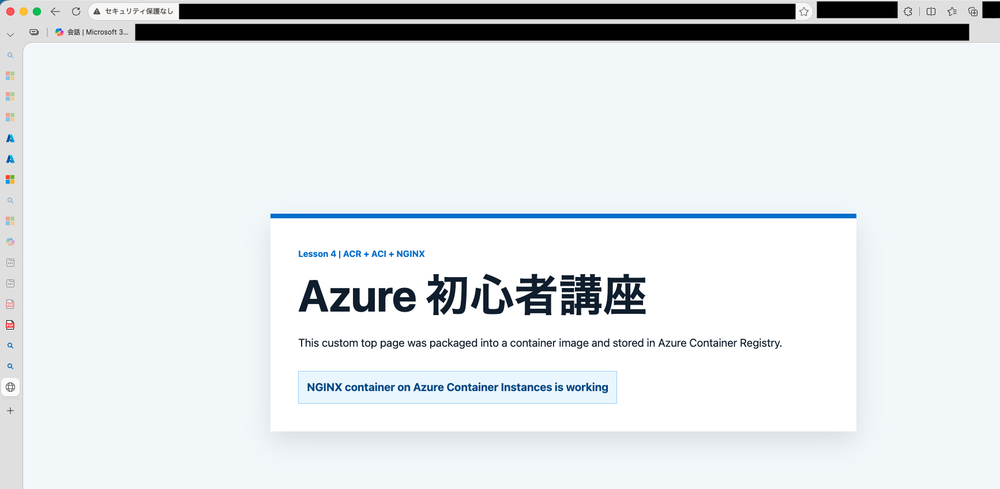 セキュリティ保護なし
会話 | Microsoft 3...
Lesson 4 | ACR + ACI + NGINX
Azure 初心者講座
This custom top page was packaged into a container image and stored in Azure Container Registry.
NGINX container on Azure Container Instances is working
PDF
PDF